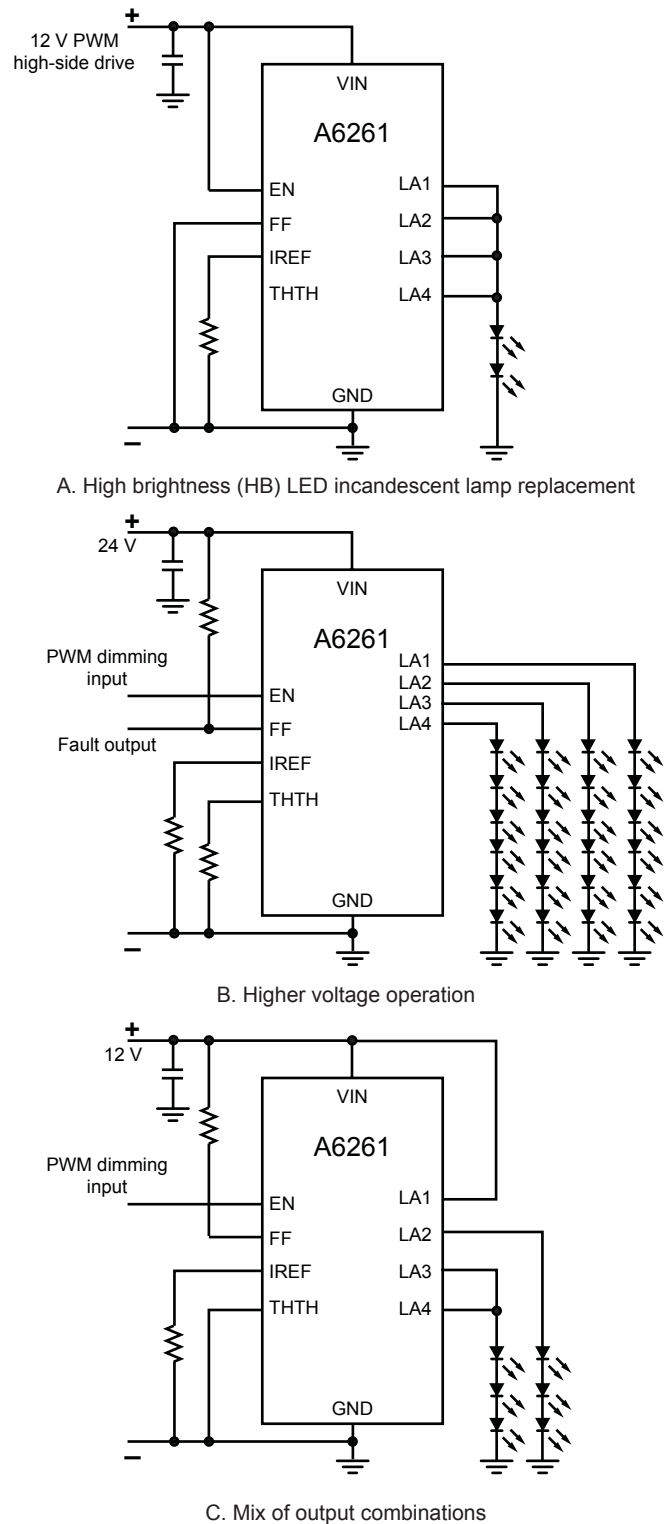 +
12 V PWM
high-side drive
VIN
A6261
EN
FF
IREF
THTH
LA1
LA2
LA3
LA4
GND
–
A. High brightness (HB) LED incandescent lamp replacement
+
24 V
VIN
A6261
PWM dimming
input
EN
Fault output
FF
IREF
THTH
LA1
LA2
LA3
LA4
GND
–
B. Higher voltage operation
+
12 V
VIN
A6261
PWM dimming
input
EN
FF
IREF
THTH
LA1
LA2
LA3
LA4
GND
–
C. Mix of output combinations